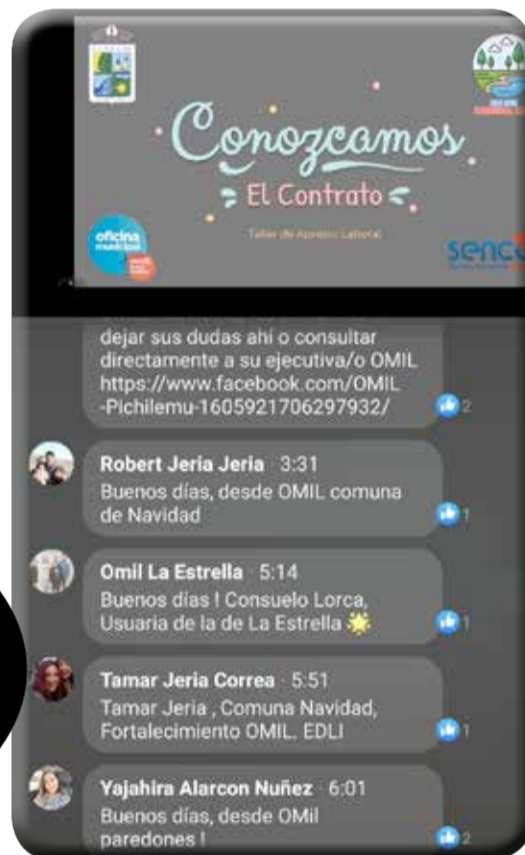 Conozcamos
El Contrato
Taller de Apresto Laboral
oficina
municipal
senc
dejar sus dudas ahí o consultar
directamente a su ejecutiva/o OMIL
https://www.facebook.com/OMIL
-Pichilemu-1605921706297932/
2
Robert Jeria Jeria · 3:31
Buenos días, desde OMIL comuna
de Navidad
1
Omil La Estrella · 5:14
Buenos días ! Consuelo Lorca,
Usuaria de la de La Estrella 🌟
1
Tamar Jeria Correa · 5:51
Tamar Jeria , Comuna Navidad,
Fortalecimiento OMIL. EDLI
1
Yajahira Alarcon Nuñez · 6:01
Buenos días, desde OMil
paredones !
2